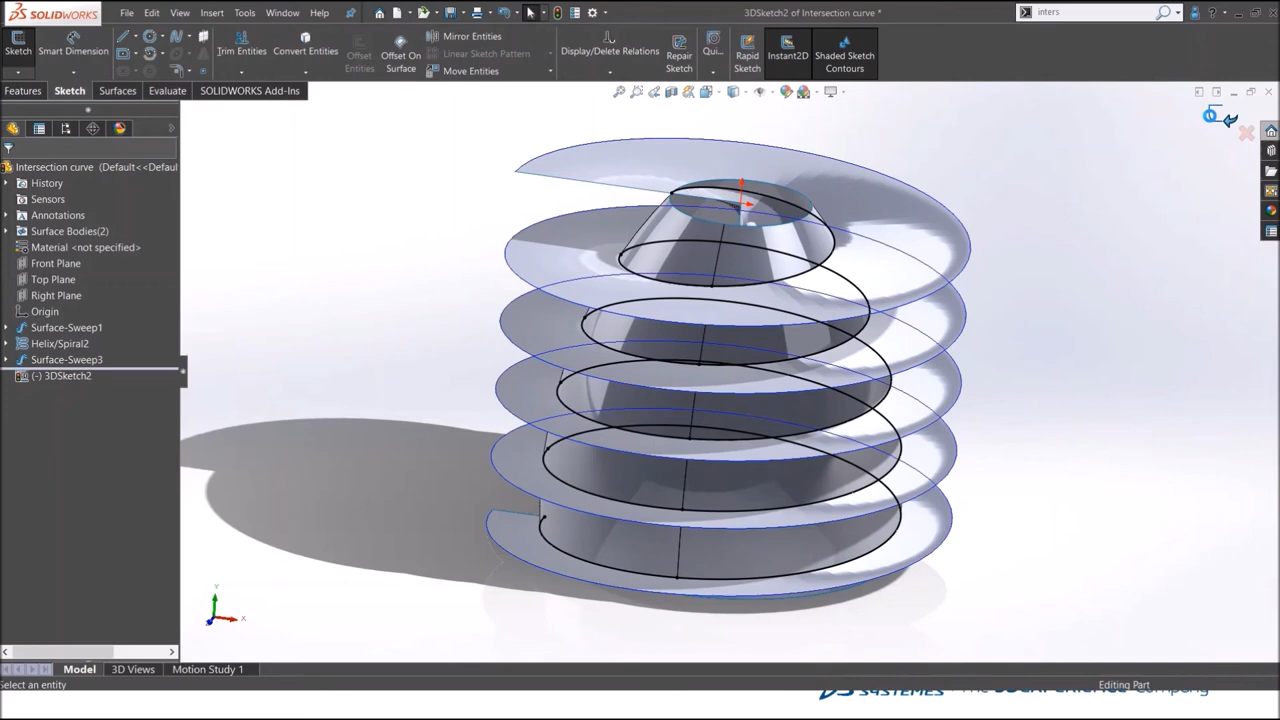 SOLIDWORKS File Edit View Insert Tools Window Help 3DSketch2 of Intersection curve * inters
Sketch Smart Dimension Trim Entities Convert Entities Offset Entities Offset On Surface Mirror Entities Linear Sketch Pattern Move Entities Display/Delete Relations Repair Sketch Qui... Rapid Sketch Instant2D Shaded Sketch Contours
Features Sketch Surfaces Evaluate SOLIDWORKS Add-Ins
Intersection curve (Default<<Defaul
History
Sensors
Annotations
Surface Bodies(2)
Material <not specified>
Front Plane
Top Plane
Right Plane
Origin
Surface-Sweep1
Helix/Spiral2
Surface-Sweep3
(-) 3DSketch2
Y
X
Model 3D Views Motion Study 1
Select an entity Editing Part